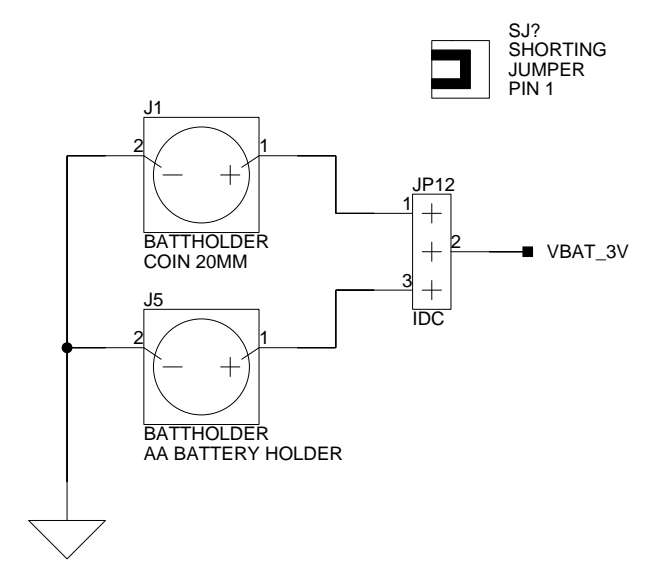 SJ?
SHORTING
JUMPER
PIN 1
J1
2
1
BATTHOLDER
COIN 20MM
JP12
1
2
VBAT_3V
3
IDC
J5
2
1
BATTHOLDER
AA BATTERY HOLDER